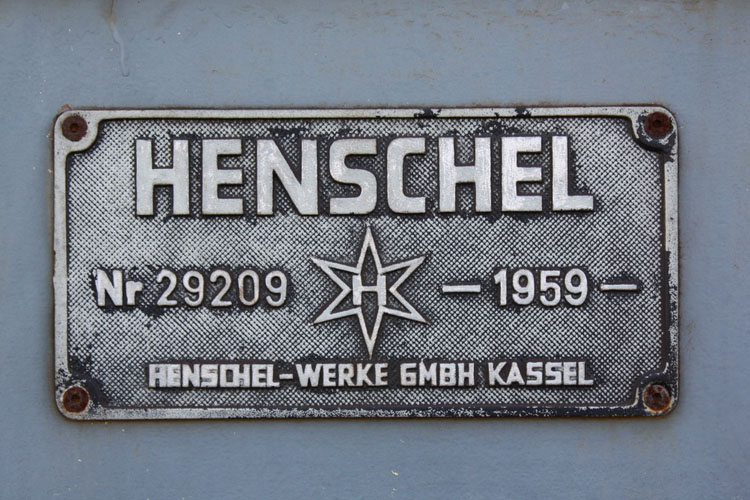 HENSCHEL
Nr 29209 H — 1959 —
HENSCHEL-WERKE GMBH KASSEL